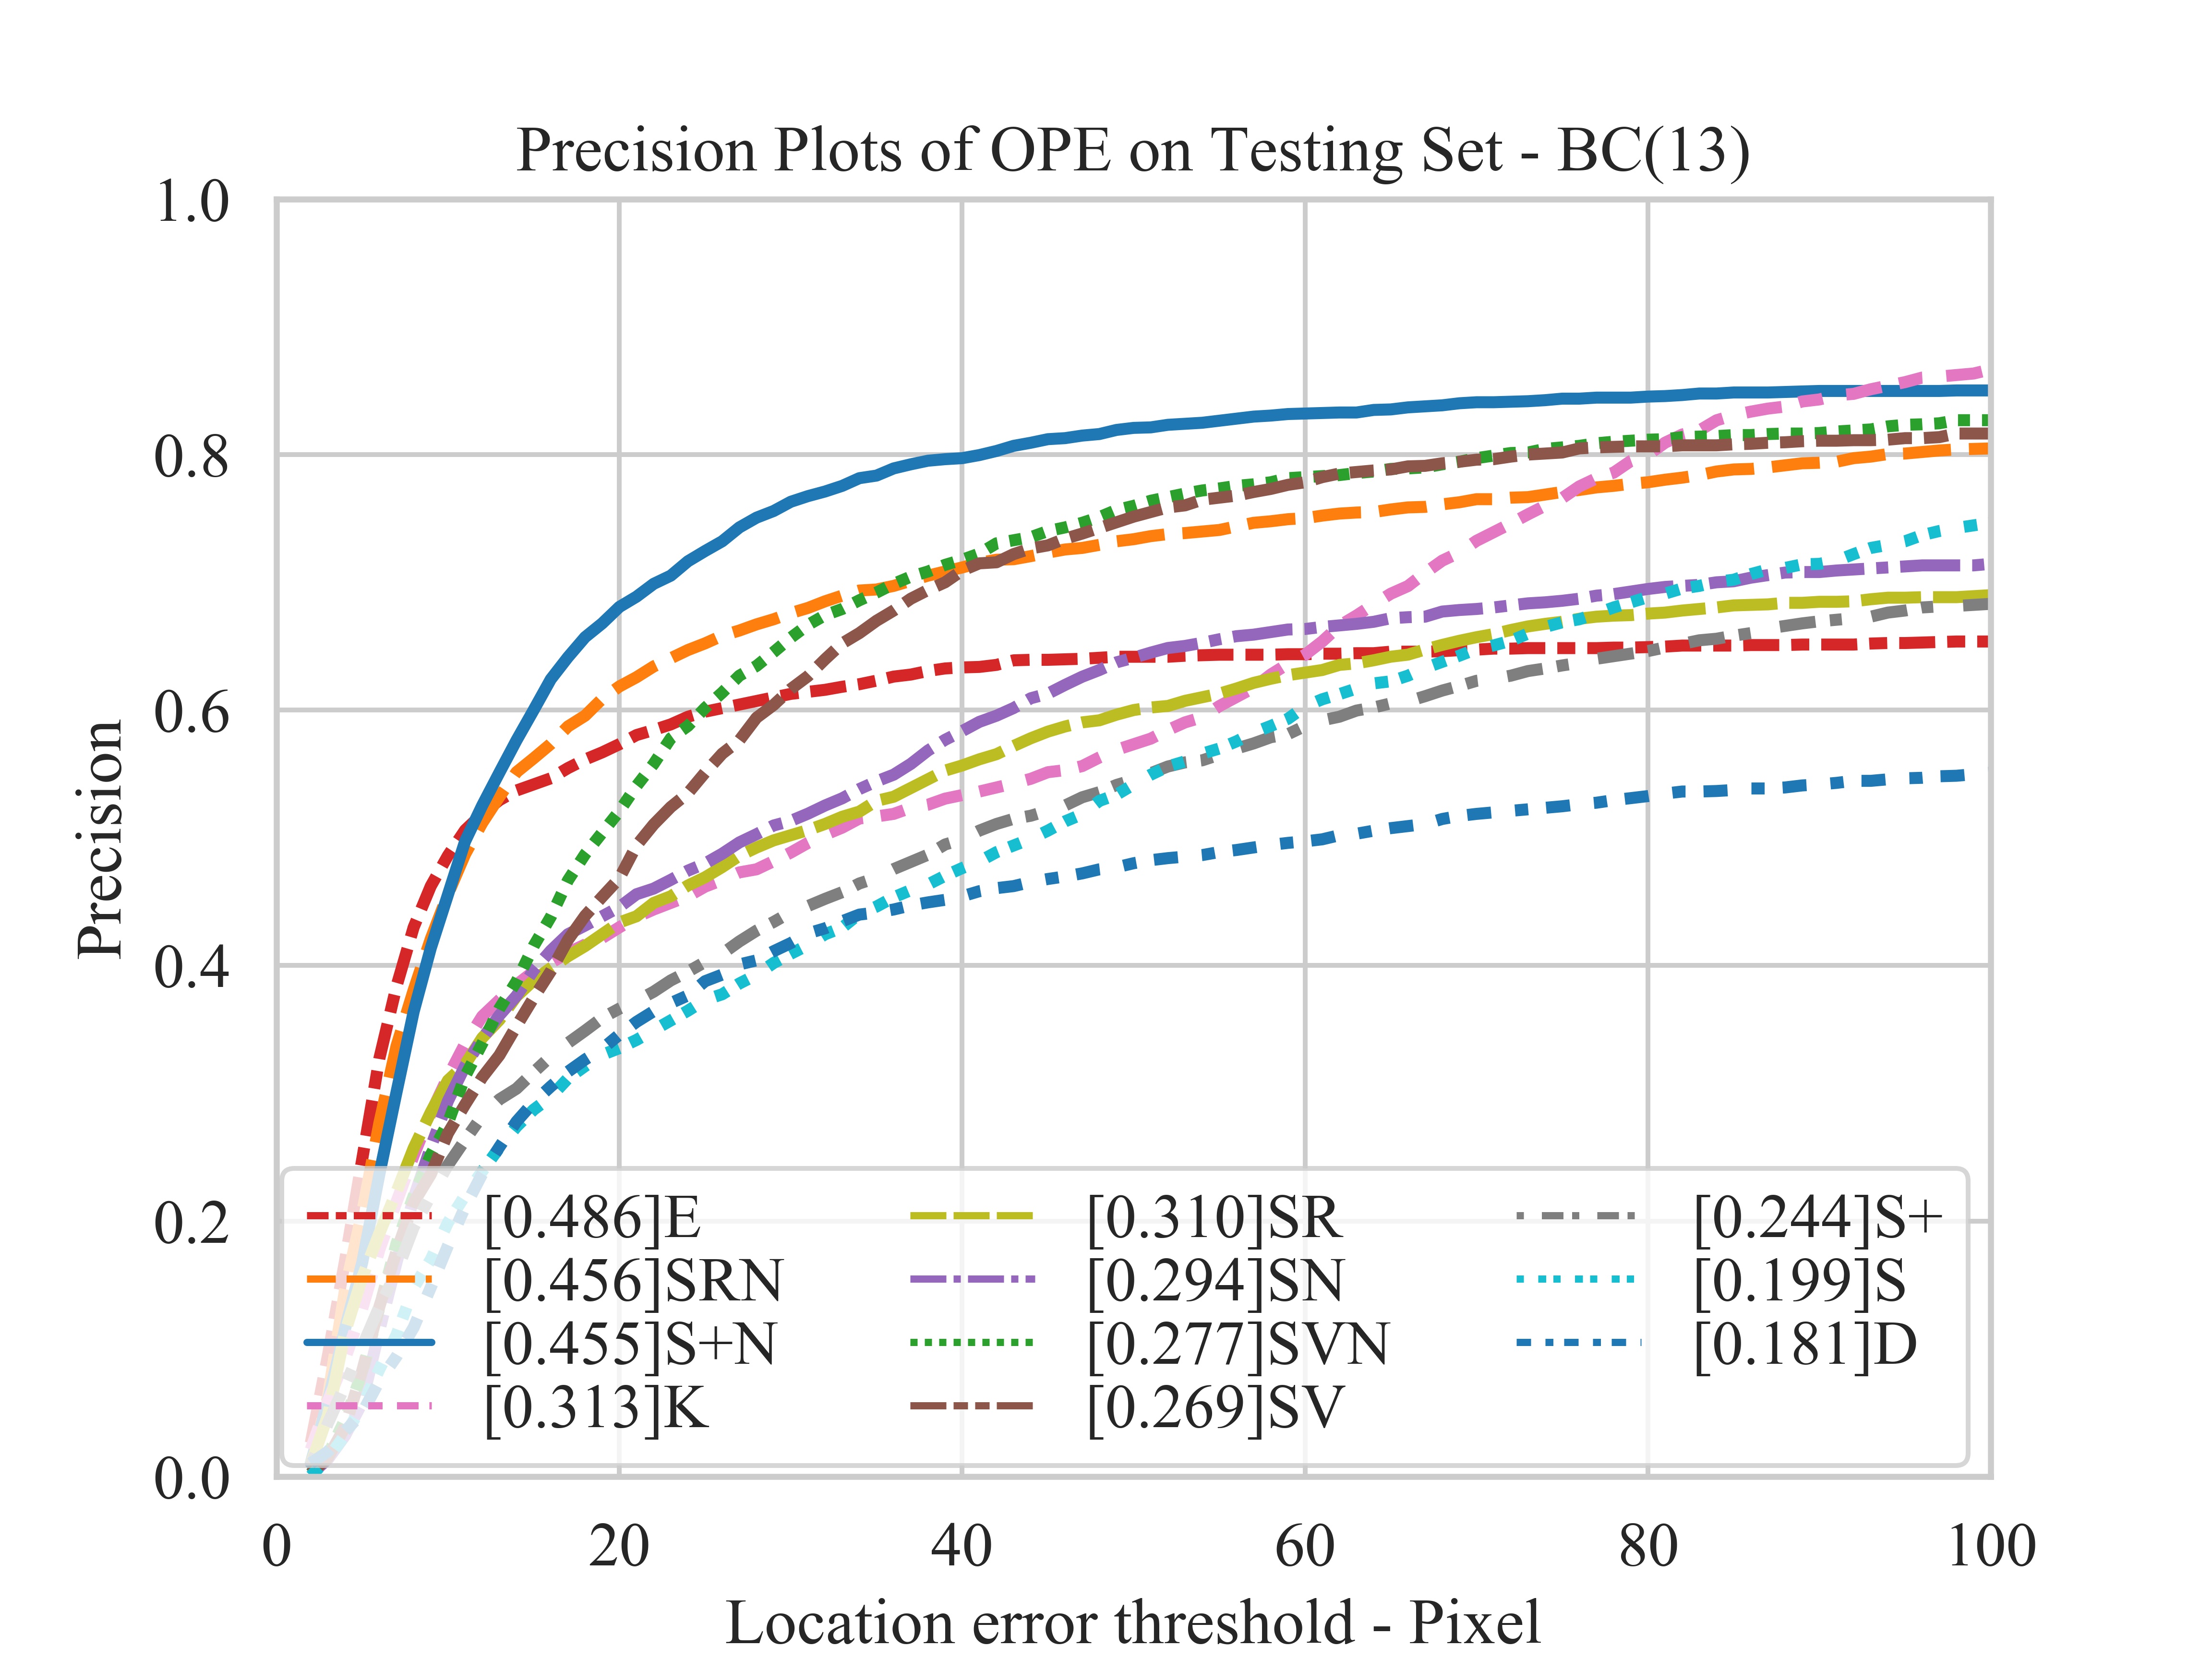 Precision Plots of OPE on Testing Set - BC(13)
1.0
0.8
0.6
0.4
0.2
0.0
Precision
[0.486]E
[0.456]SRN
[0.455]S+N
[0.313]K
[0.310]SR
[0.294]SN
[0.277]SVN
[0.269]SV
[0.244]S+
[0.199]S
[0.181]D
0 20 40 60 80 100
Location error threshold - Pixel